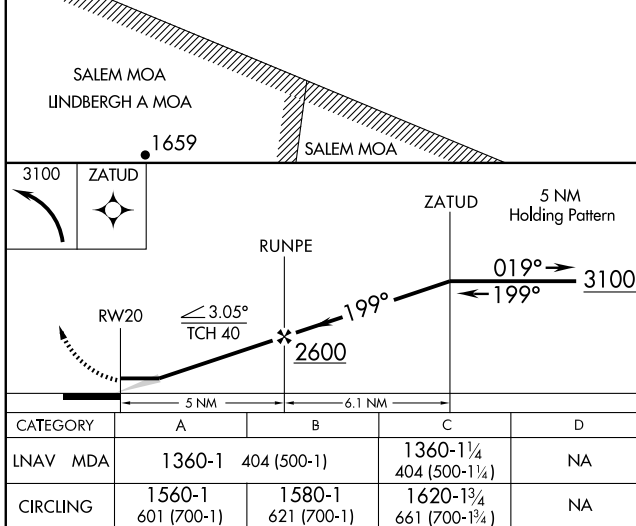 SALEM MOA
LINDBERGH A MOA
1659
SALEM MOA
3100
ZATUD
ZATUD
5 NM
Holding Pattern
RUNPE
019°
3100
199°
199°
RW20
3.05°
TCH 40
2600
5 NM
6.1 NM
CATEGORY A B C D
LNAV MDA 1360-1 404 (500-1) 1360-1¼ NA
404 (500-1¼)
CIRCLING 1560-1 1580-1 1620-1¾ NA
601 (700-1) 621 (700-1) 661 (700-1¾)